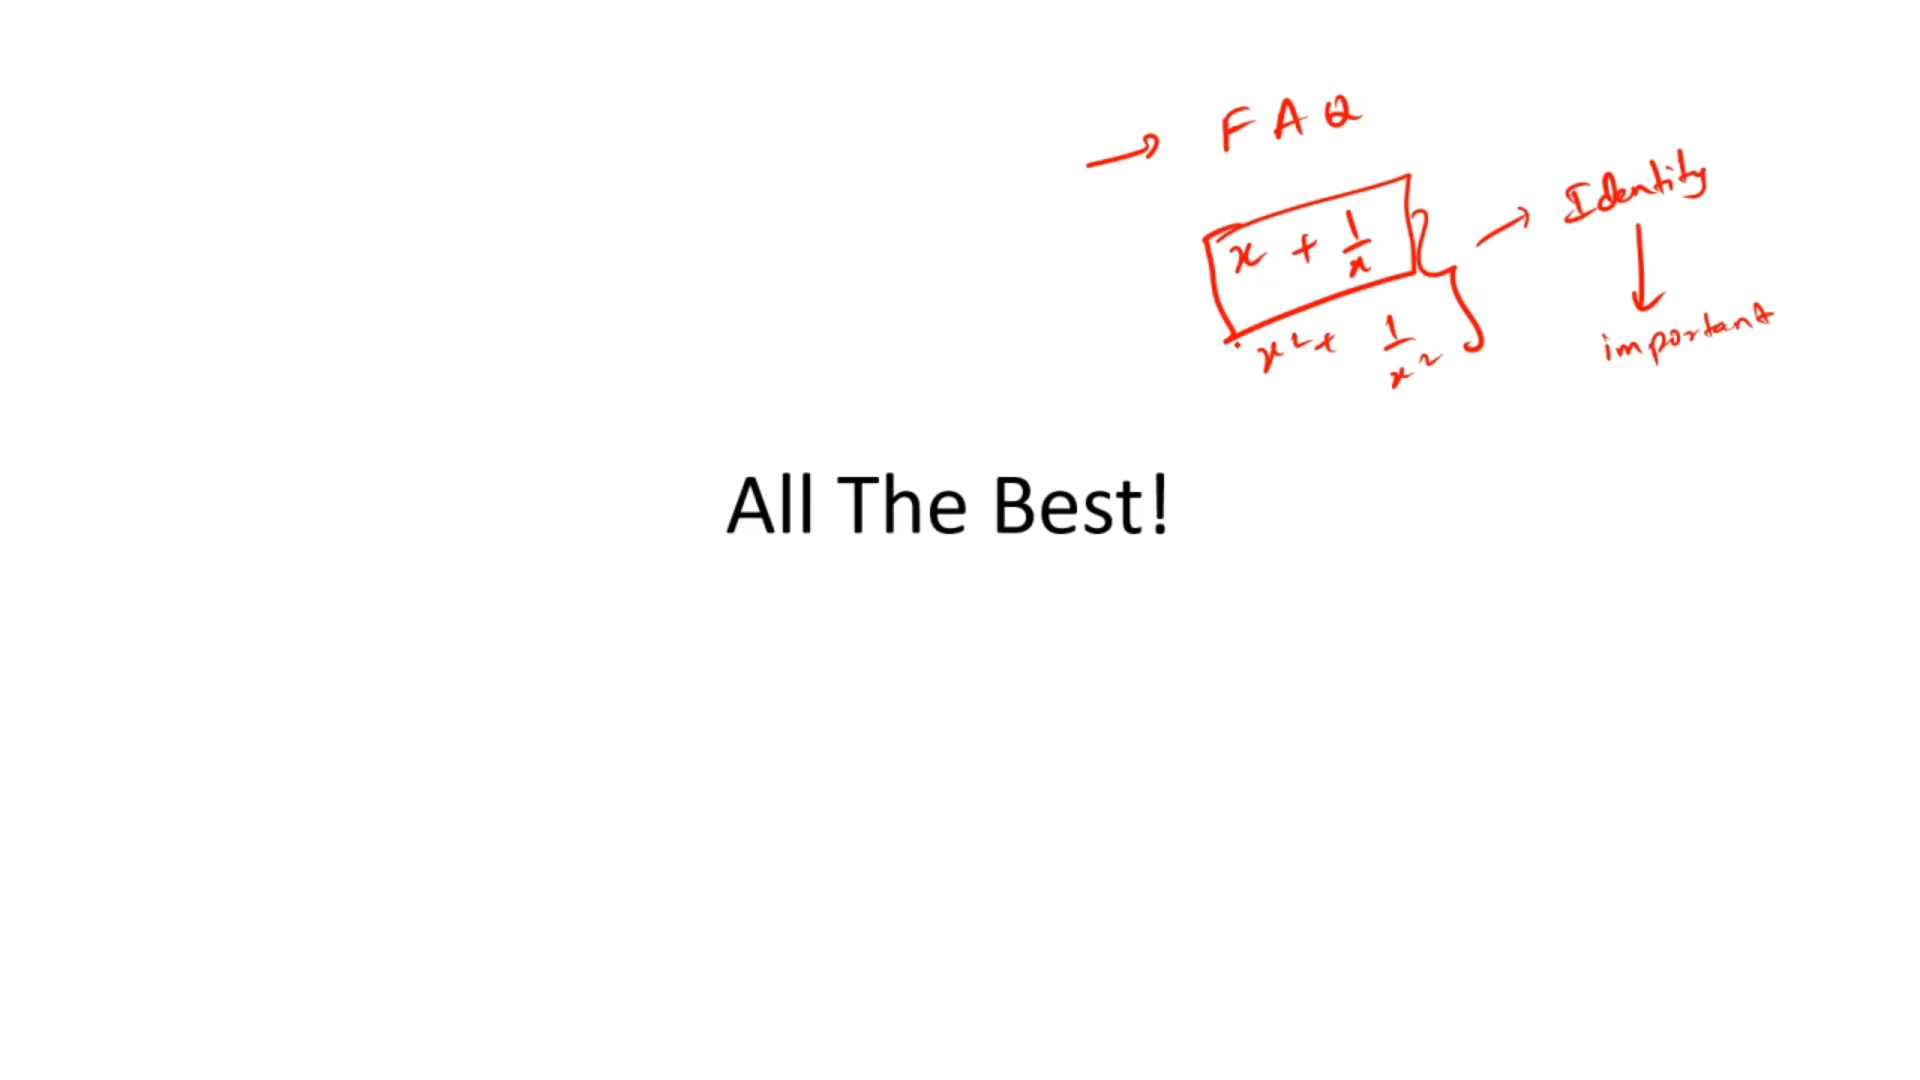 → FAQ
x + 1/x → Identity
↓
x² + 1/x² important
All The Best!